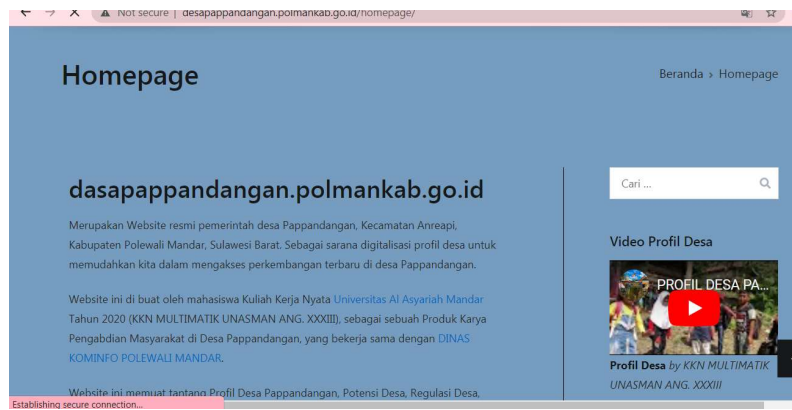 Not secure | desapappandangan.polmankab.go.id/homepage/
Homepage
Beranda › Homepage
dasapappandangan.polmankab.go.id
Merupakan Website resmi pemerintah desa Pappandangan, Kecamatan Anreapi,
Kabupaten Polewali Mandar, Sulawesi Barat. Sebagai sarana digitalisasi profil desa untuk
memudahkan kita dalam mengakses perkembangan terbaru di desa Pappandangan.
Website ini di buat oleh mahasiswa Kuliah Kerja Nyata Universitas Al Asyariah Mandar
Tahun 2020 (KKN MULTIMATIK UNASMAN ANG. XXXIII), sebagai sebuah Produk Karya
Pengabdian Masyarakat di Desa Pappandangan, yang bekerja sama dengan DINAS
KOMINFO POLEWALI MANDAR.
Website ini memuat tantang Profil Desa Pappandangan, Potensi Desa, Regulasi Desa,
Cari ...
Video Profil Desa
PROFIL DESA PA...
Profil Desa by KKN MULTIMATIK
UNASMAN ANG. XXXIII
Establishing secure connection...